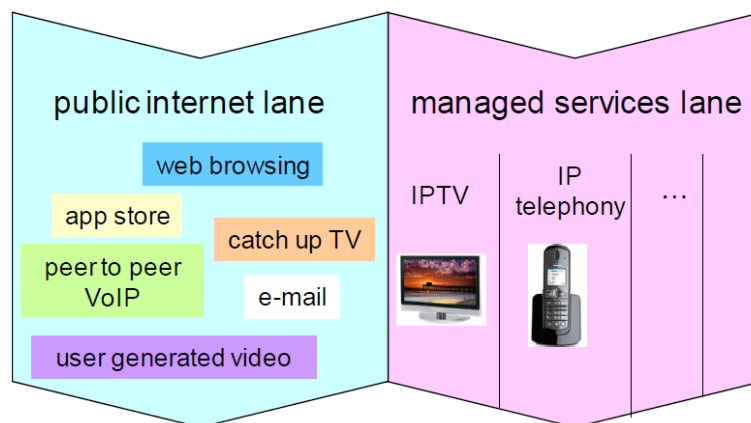 public internet lane
web browsing
app store
catch up TV
peer to peer
VoIP
e-mail
user generated video
managed services lane
IPTV
IP
telephony
...